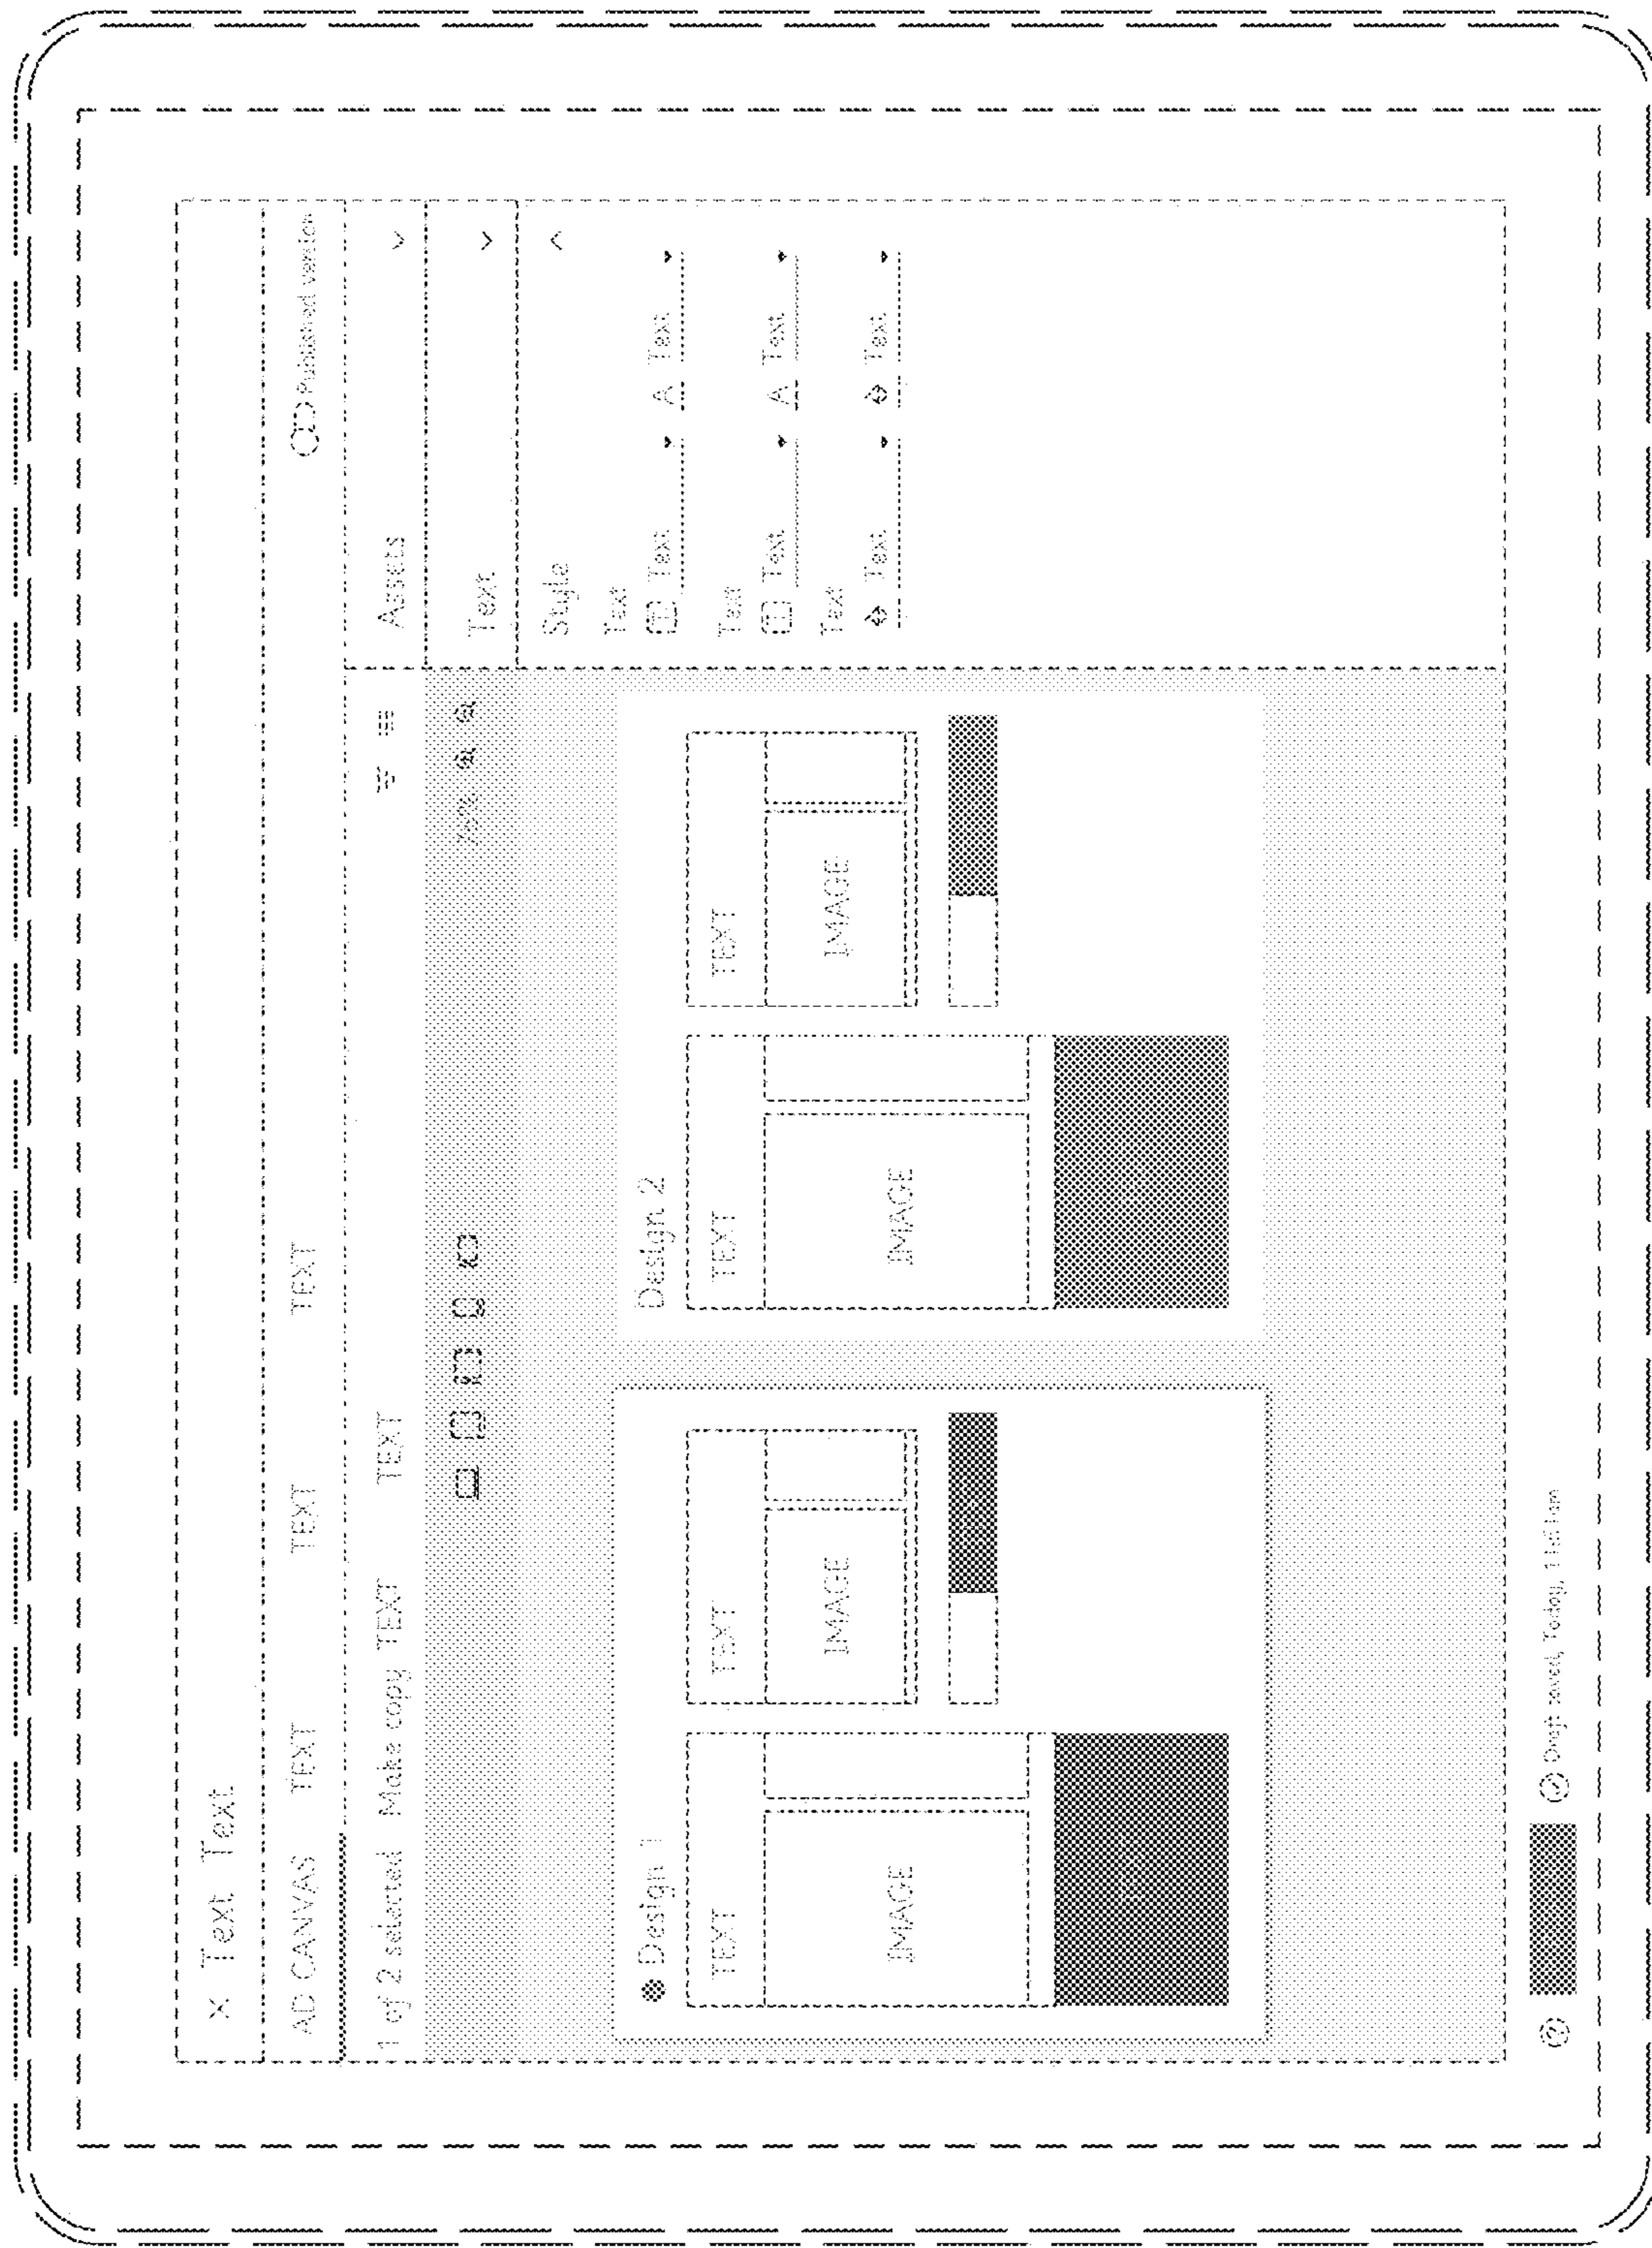 X Text Text
AD CANVAS TEXT TEXT TEXT Published version
1 of 2 selected Make copy TEXT TEXT
Assets
Text
Style
Text
Text A Text
Text
Text A Text
Text
Text Text
Design 1
TEXT TEXT
IMAGE IMAGE
Design 2
TEXT TEXT
IMAGE IMAGE
Draft saved, Today,